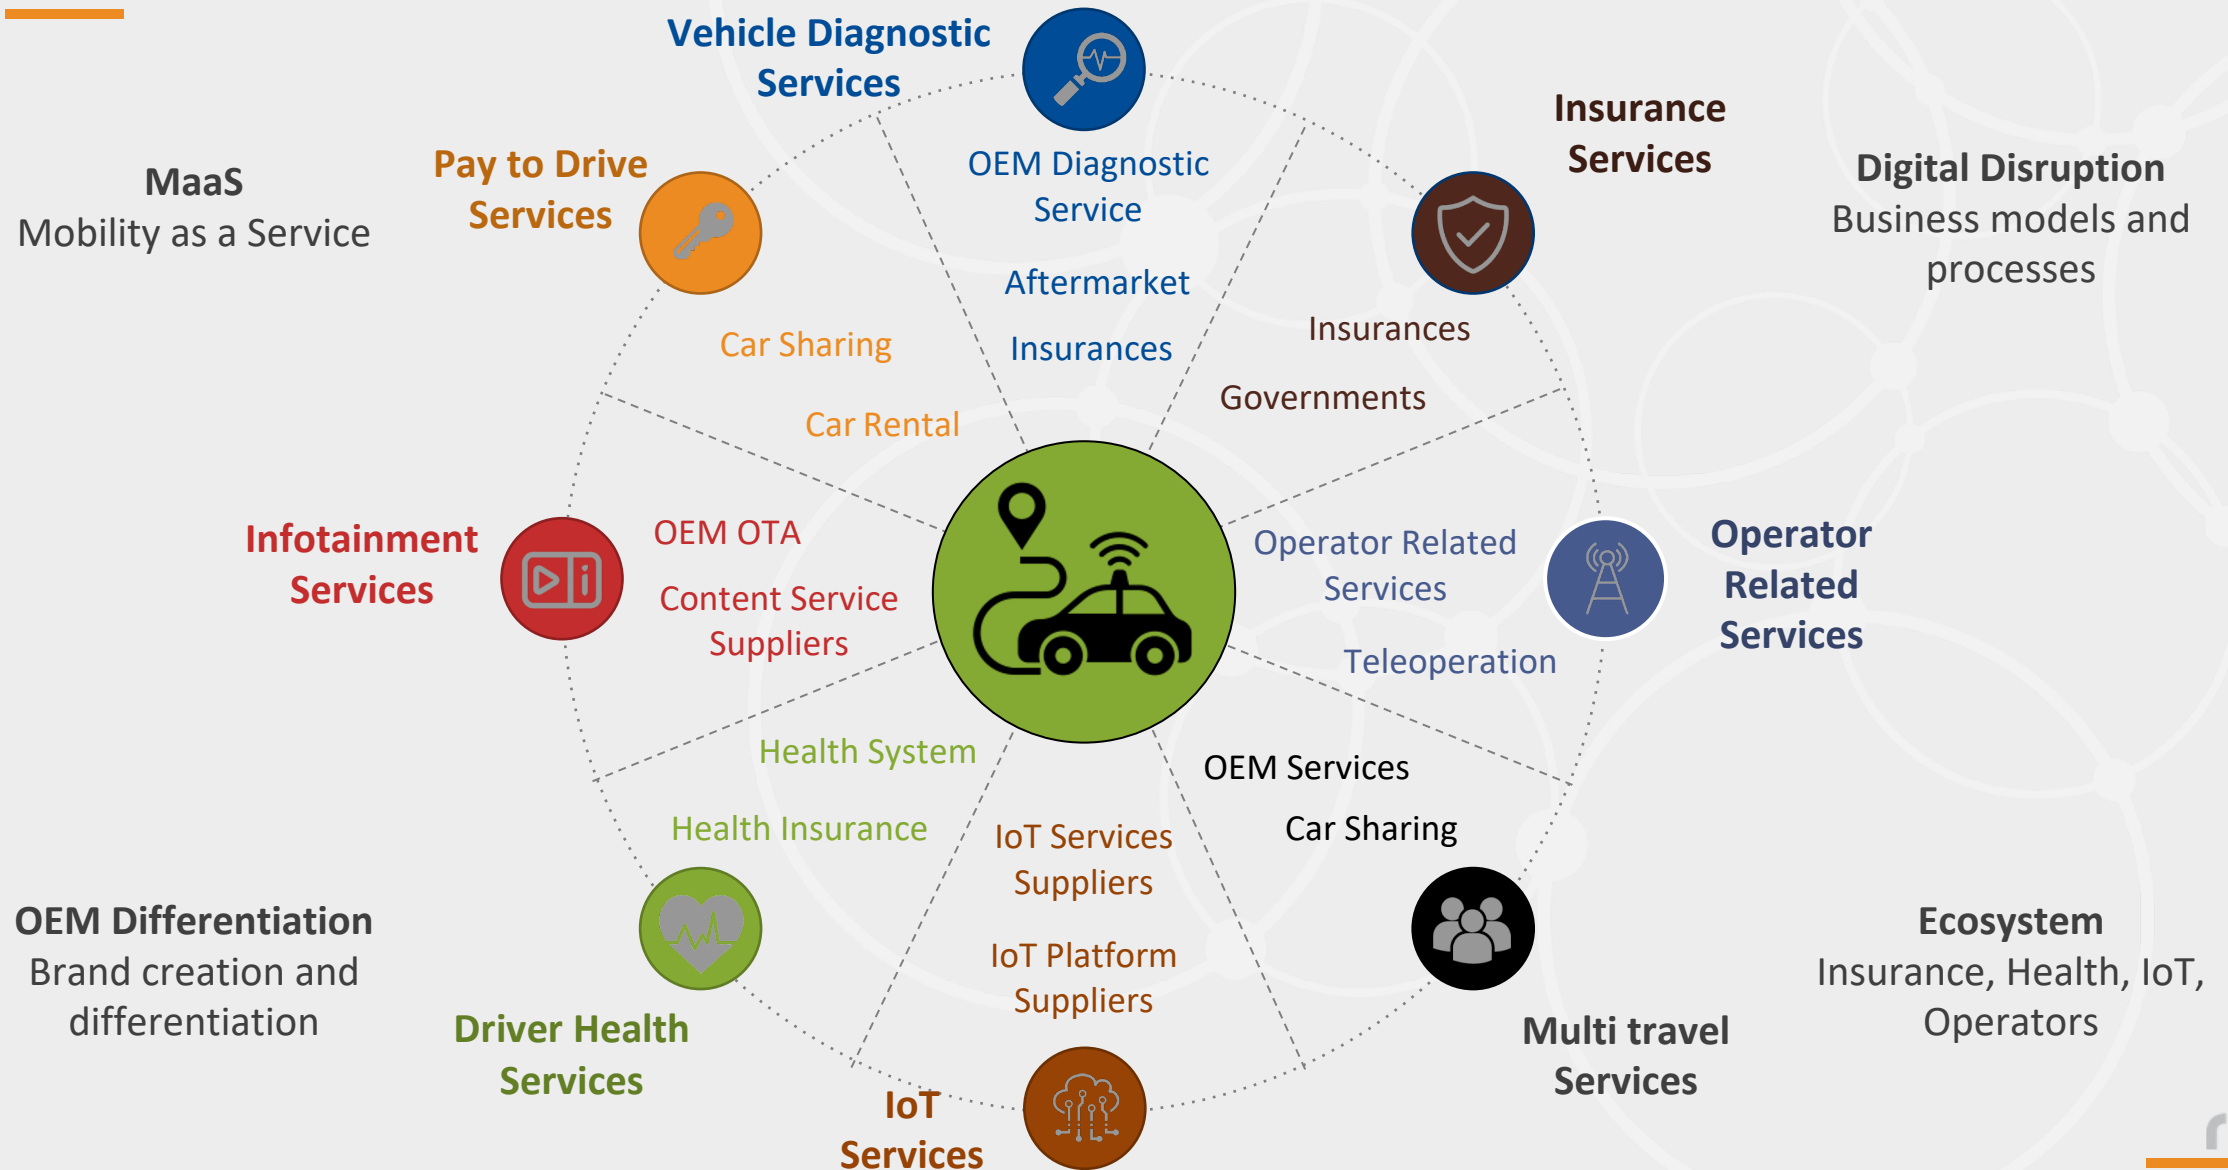 Vehicle Diagnostic
Services
OEM Diagnostic
Service
Aftermarket
Insurances
Insurance
Services
Insurances
Governments
Digital Disruption
Business models and
processes
Operator Related
Services
Teleoperation
Operator
Related
Services
OEM Services
Car Sharing
Multi travel
Services
Ecosystem
Insurance, Health, IoT,
Operators
IoT Services
Suppliers
IoT Platform
Suppliers
IoT
Services
Health System
Health Insurance
Driver Health
Services
OEM Differentiation
Brand creation and
differentiation
Infotainment
Services
OEM OTA
Content Service
Suppliers
MaaS
Mobility as a Service
Pay to Drive
Services
Car Sharing
Car Rental